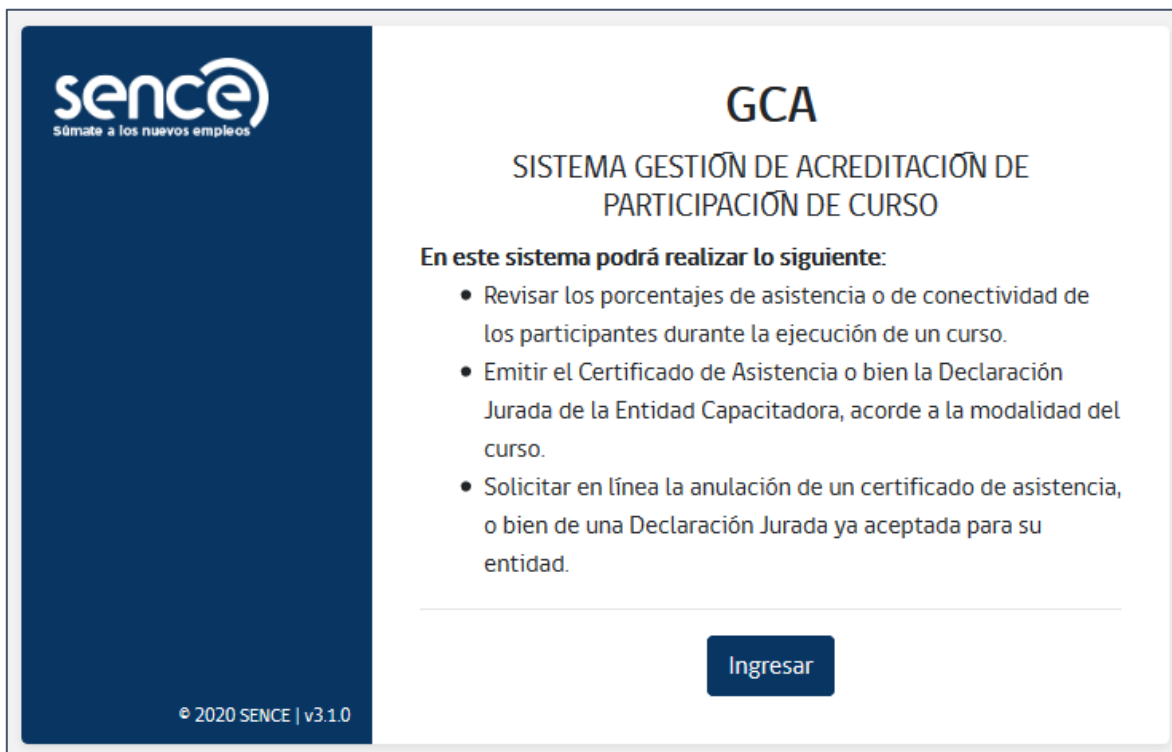 sence
Súmate a los nuevos empleos
GCA
SISTEMA GESTIÓN DE ACREDITACIÓN DE
PARTICIPACIÓN DE CURSO
En este sistema podrá realizar lo siguiente:
• Revisar los porcentajes de asistencia o de conectividad de
los participantes durante la ejecución de un curso.
• Emitir el Certificado de Asistencia o bien la Declaración
Jurada de la Entidad Capacitadora, acorde a la modalidad del
curso.
• Solicitar en línea la anulación de un certificado de asistencia,
o bien de una Declaración Jurada ya aceptada para su
entidad.
Ingresar
© 2020 SENCE | v3.1.0